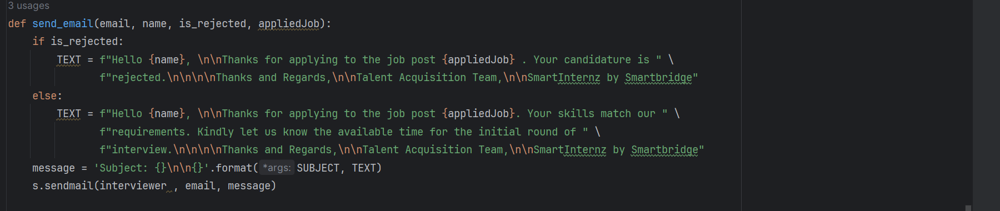 3 usages
def send_email(email, name, is_rejected, appliedJob):
    if is_rejected:
        TEXT = f"Hello {name}, \n\nThanks for applying to the job post {appliedJob} . Your candidature is " \
               f"rejected.\n\n\n\nThanks and Regards,\n\nTalent Acquisition Team,\n\nSmartInternz by Smartbridge"
    else:
        TEXT = f"Hello {name}, \n\nThanks for applying to the job post {appliedJob}. Your skills match our " \
               f"requirements. Kindly let us know the available time for the initial round of " \
               f"interview.\n\n\n\nThanks and Regards,\n\nTalent Acquisition Team,\n\nSmartInternz by Smartbridge"
    message = 'Subject: {}\n\n{}'.format( *args: SUBJECT, TEXT)
    s.sendmail(interviewer , email, message)